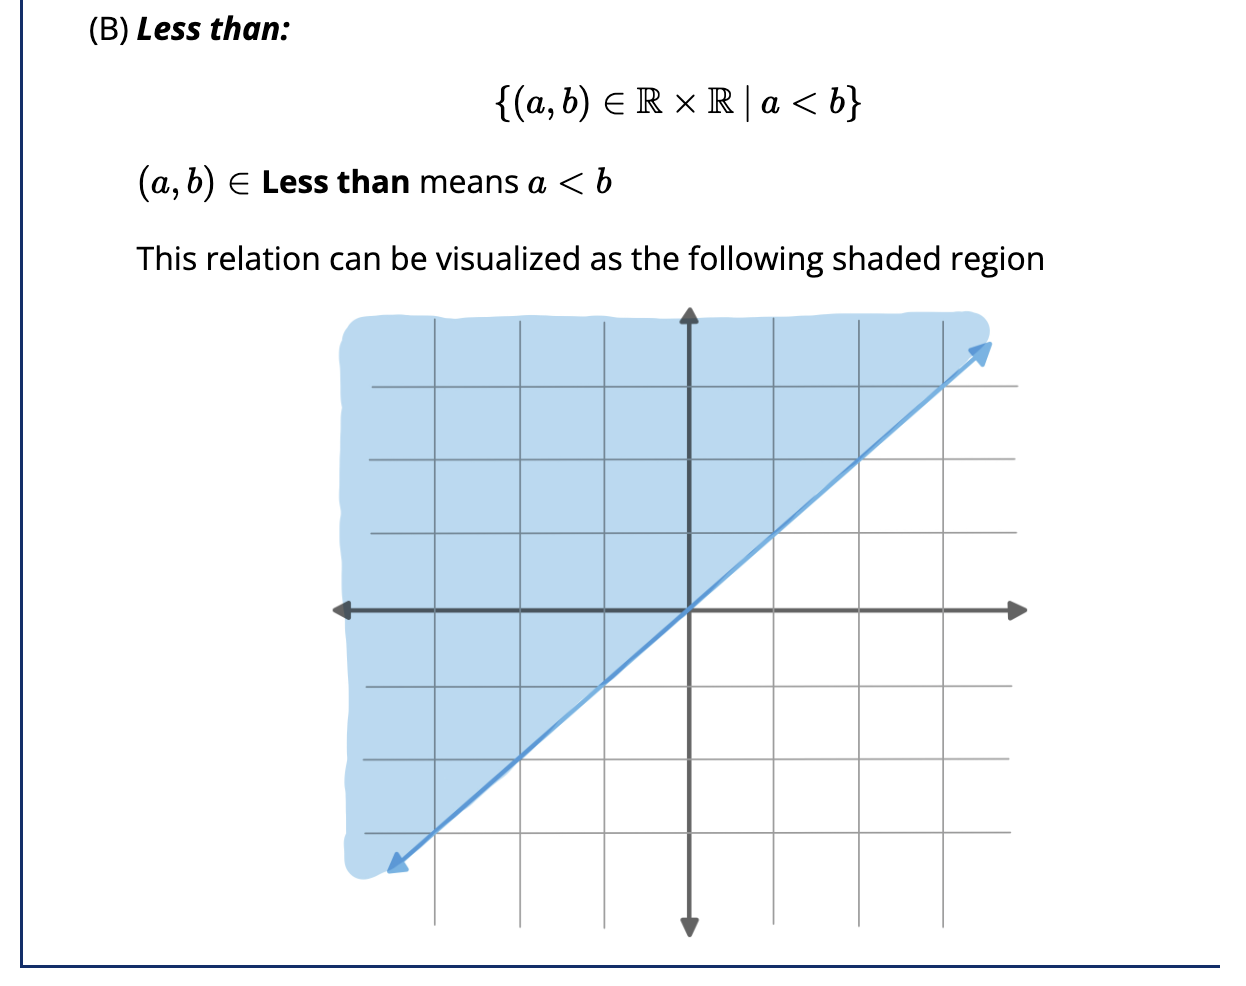 (B) Less than:
{(a, b) ∈ ℝ × ℝ | a < b}
(a, b) ∈ Less than means a < b
This relation can be visualized as the following shaded region